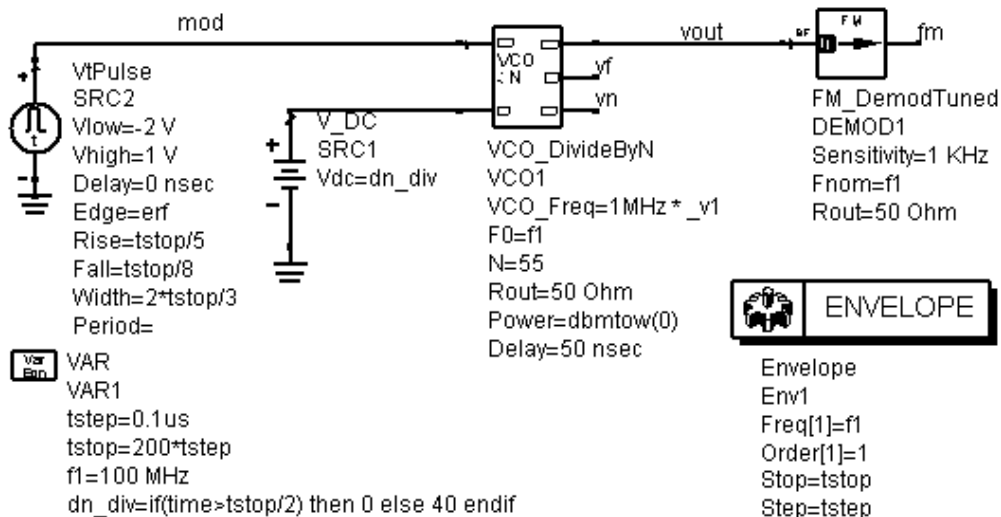 mod
vout
RF
FM
fm
VCO
vf
vn
VtPulse
SRC2
Vlow=-2 V
Vhigh=1 V
Delay=0 nsec
Edge=erf
Rise=tstop/5
Fall=tstop/8
Width=2*tstop/3
Period=
t
V_DC
SRC1
Vdc=dn_div
VCO_DivideByN
VCO1
VCO_Freq=1MHz * _v1
F0=f1
N=55
Rout=50 Ohm
Power=dbmtow(0)
Delay=50 nsec
FM_DemodTuned
DEMOD1
Sensitivity=1 KHz
Fnom=f1
Rout=50 Ohm
Var
Eqn
VAR
VAR1
tstep=0.1us
tstop=200*tstep
f1=100 MHz
dn_div=if(time>tstop/2) then 0 else 40 endif
ENVELOPE
Envelope
Env1
Freq[1]=f1
Order[1]=1
Stop=tstop
Step=tstep